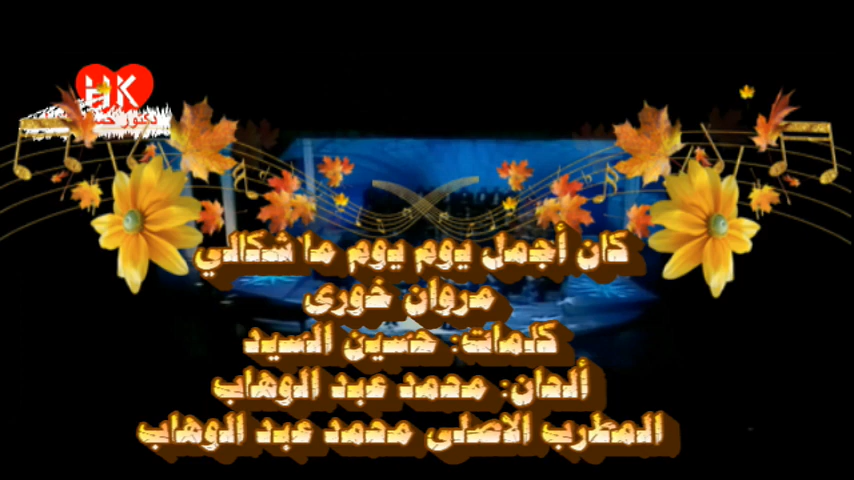 HK
كان أجمل يوم يوم ما شكالي
مروان خورى
كلمات: حسين السيد
ألحان: محمد عبد الوهاب
المطرب الاصلى محمد عبد الوهاب